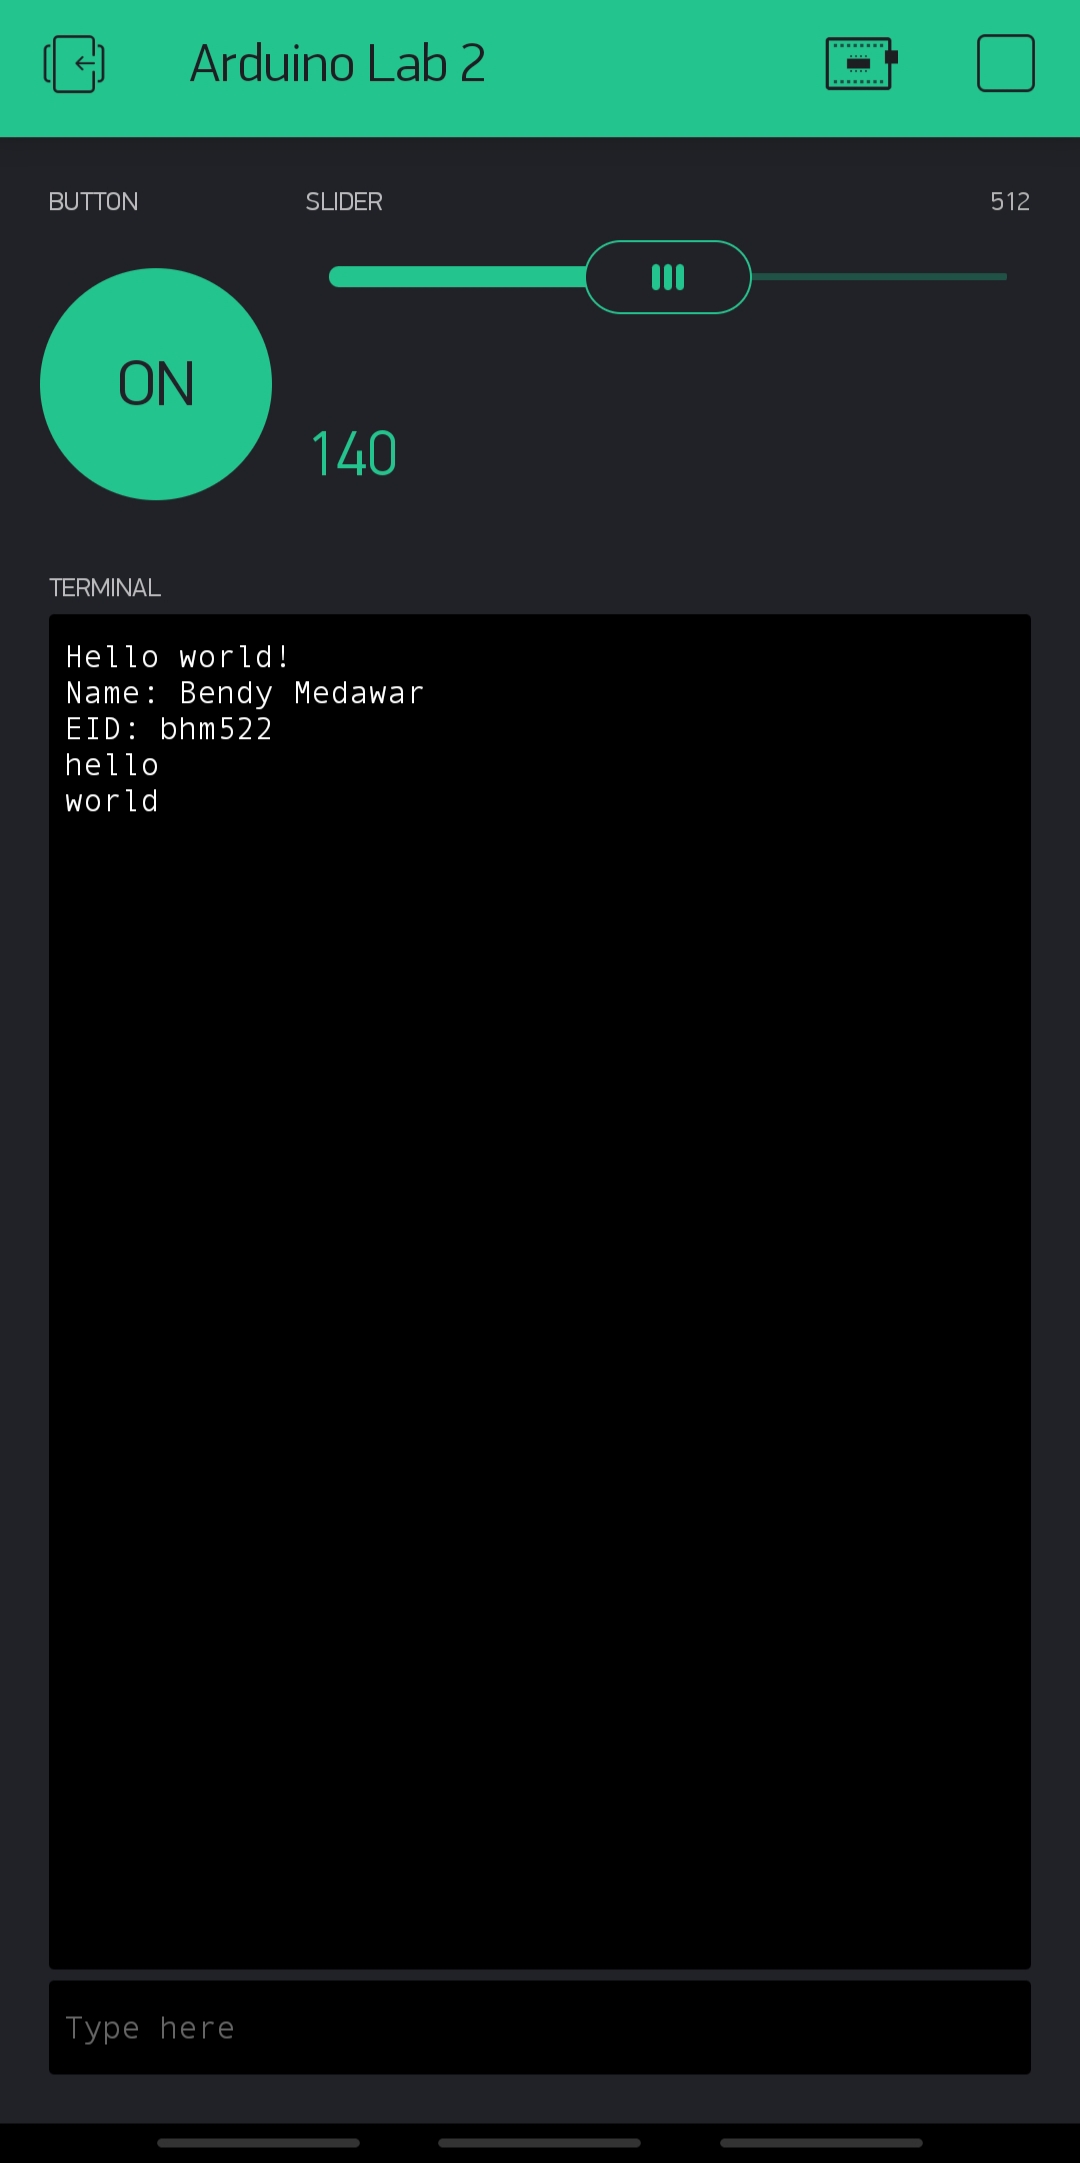 Arduino Lab 2
BUTTON
SLIDER
512
ON
140
TERMINAL
Hello world!
Name: Bendy Medawar
EID: bhm522
hello
world
Type here